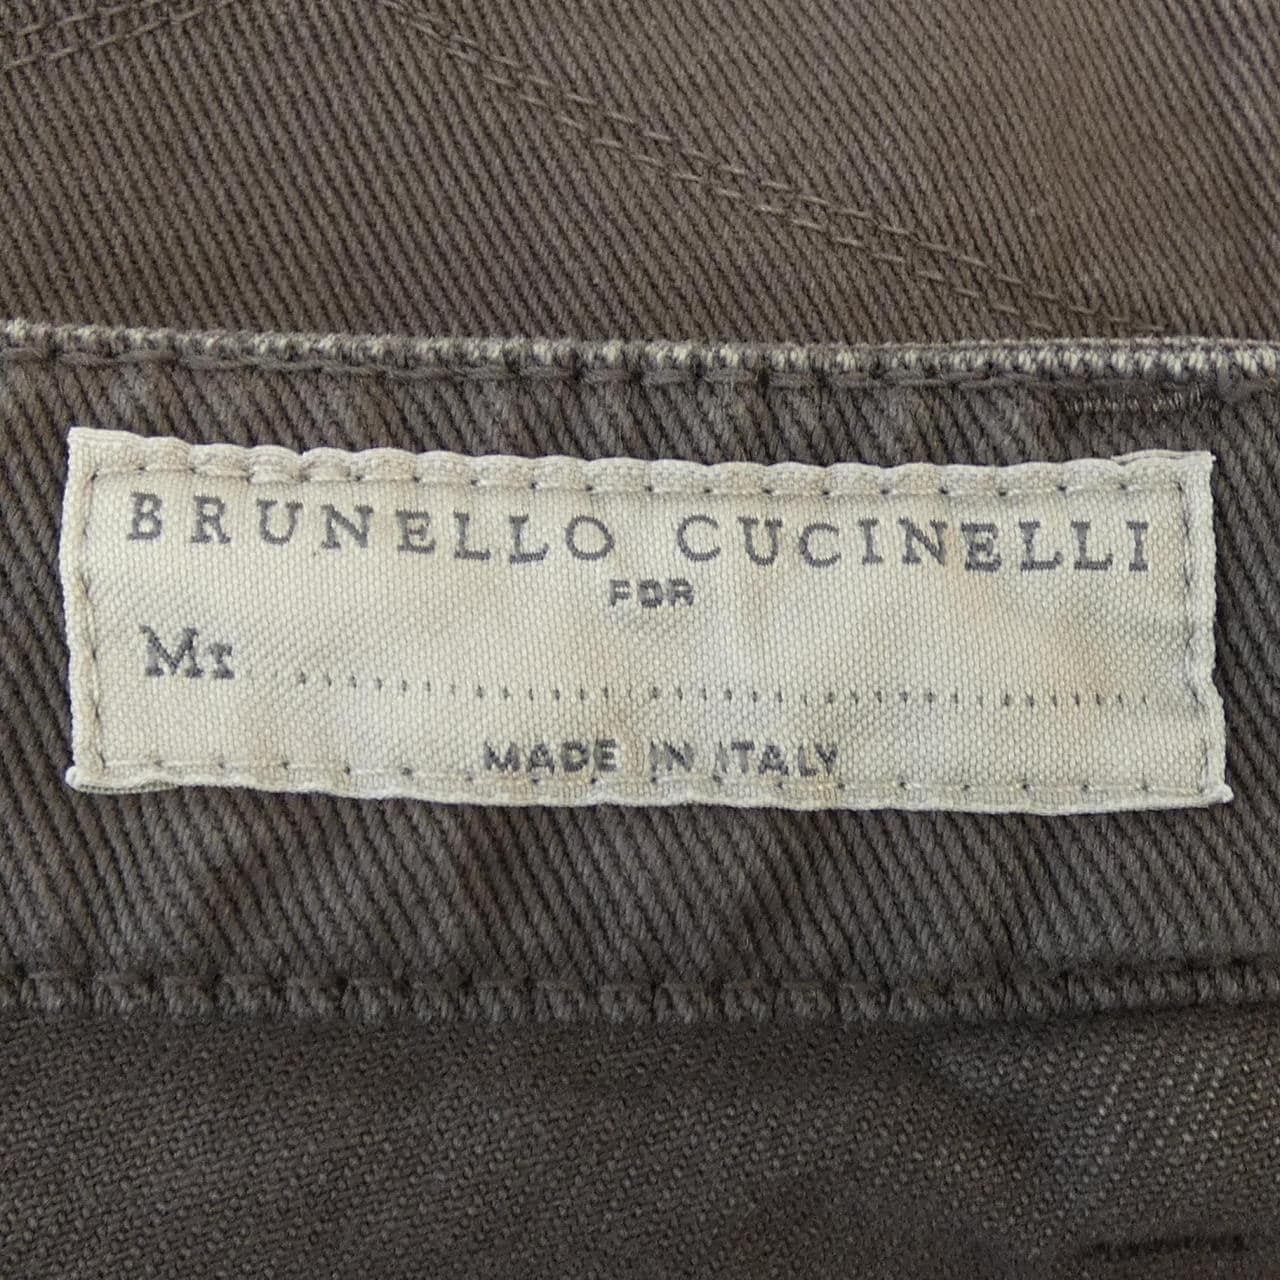 BRUNELLO CUCINELLI
FOR
Mr ......................................
MADE IN ITALY